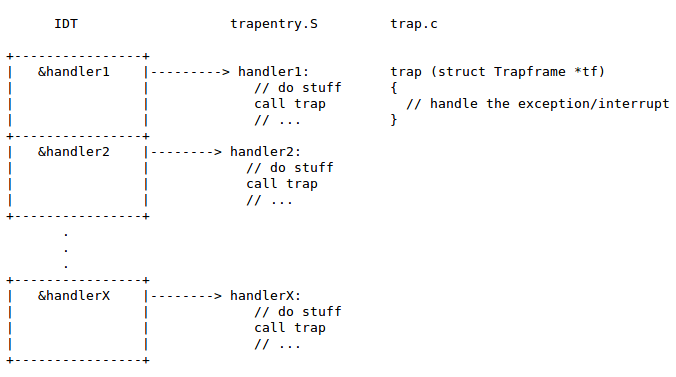 IDT                     trapentry.S         trap.c

+----------------+
|   &handler1    |---------> handler1:          trap (struct Trapframe *tf)
|                |             // do stuff      {
|                |             call trap          // handle the exception/interrupt
|                |             // ...           }
+----------------+
|   &handler2    |--------> handler2:
|                |            // do stuff
|                |            call trap
|                |            // ...
+----------------+
       .
       .
       .
+----------------+
|   &handlerX    |--------> handlerX:
|                |             // do stuff
|                |             call trap
|                |             // ...
+----------------+